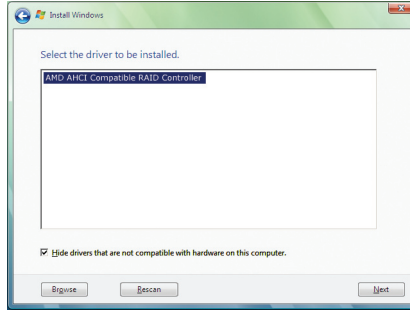 Install Windows
Select the driver to be installed.
AMD AHCI Compatible RAID Controller
Hide drivers that are not compatible with hardware on this computer.
Browse
Rescan
Next